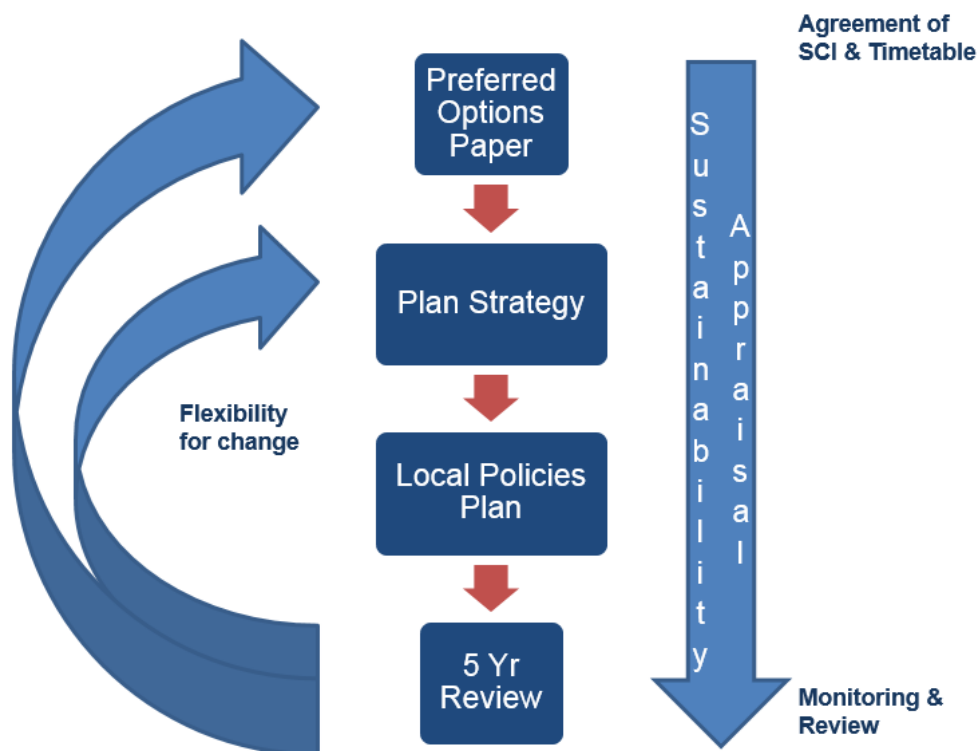 Agreement of
SCI & Timetable
Preferred
Options
Paper
Plan Strategy
Flexibility
for change
Local Policies
Plan
5 Yr
Review
Sustainability
Appraisal
Monitoring &
Review